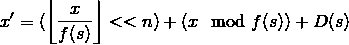 x′ = (⌊x/f(s)⌋ << n) + (x mod f(s)) + D(s)